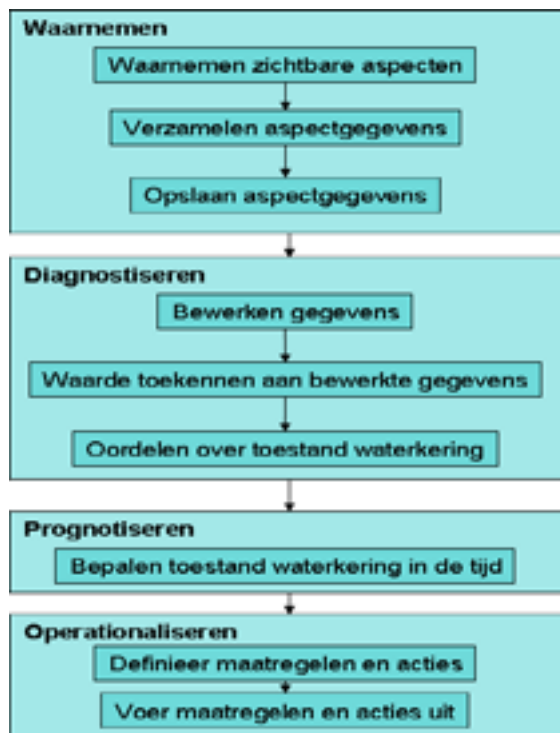 Waarnemen
Waarnemen zichtbare aspecten
Verzamelen aspectgegevens
Opslaan aspectgegevens
Diagnostiseren
Bewerken gegevens
Waarde toekennen aan bewerkte gegevens
Oordelen over toestand waterkering
Prognotiseren
Bepalen toestand waterkering in de tijd
Operationaliseren
Definieer maatregelen en acties
Voer maatregelen en acties uit